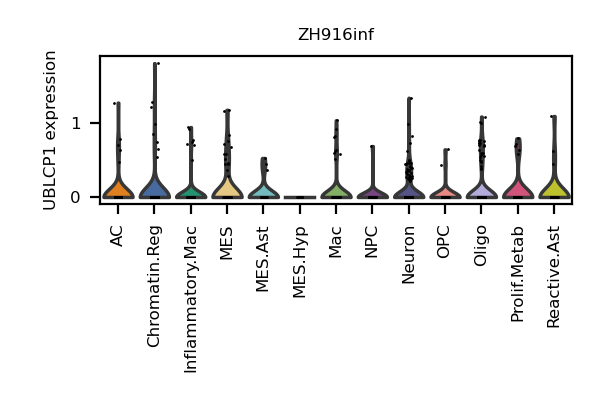 ZH916inf
UBLCP1 expression
1
0
AC
Chromatin.Reg
Inflammatory.Mac
MES
MES.Ast
MES.Hyp
Mac
NPC
Neuron
OPC
Oligo
Prolif.Metab
Reactive.Ast